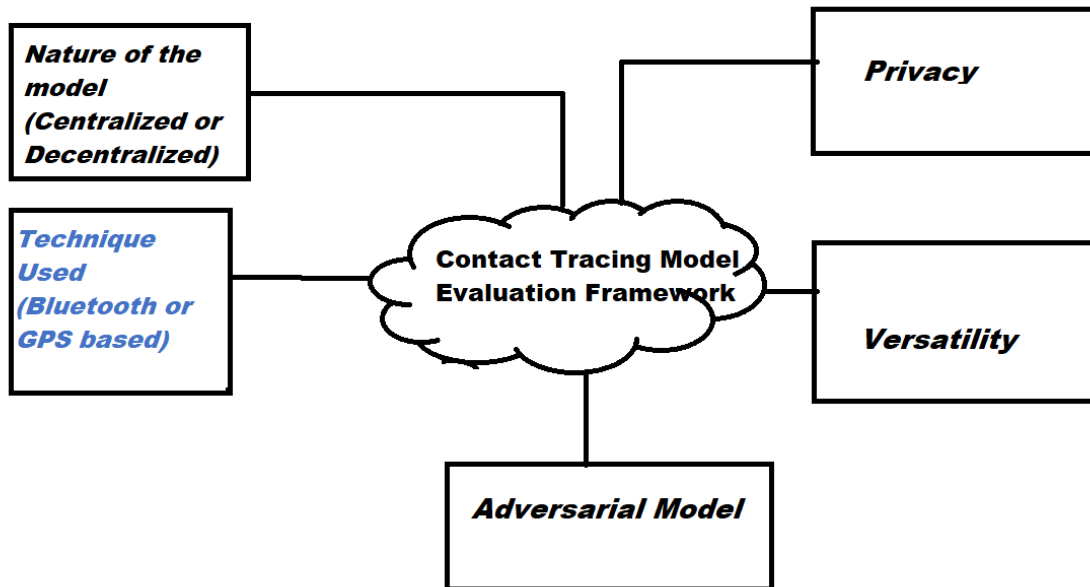 Nature of the
model
(Centralized or
Decentralized)
Privacy
Technique
Used
(Bluetooth or
GPS based)
Contact Tracing Model
Evaluation Framework
Versatility
Adversarial Model